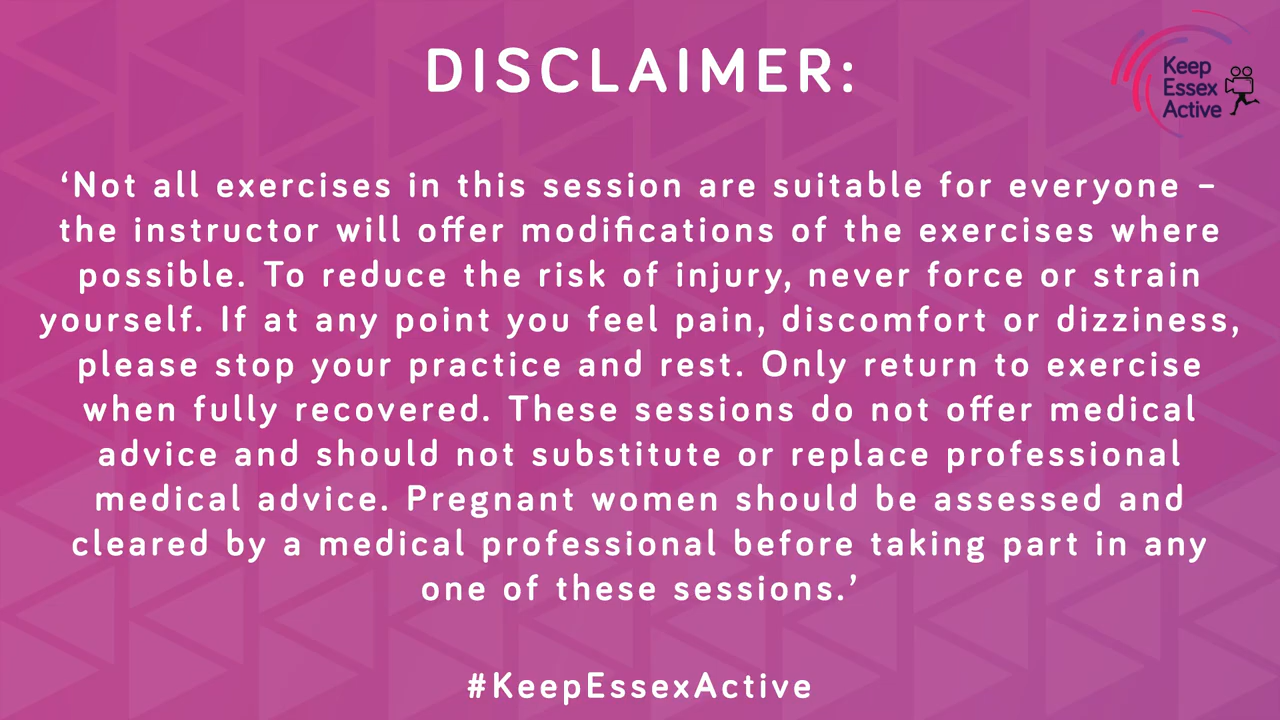 DISCLAIMER:
Keep
Essex
Active
‘Not all exercises in this session are suitable for everyone –
the instructor will offer modifications of the exercises where
possible. To reduce the risk of injury, never force or strain
yourself. If at any point you feel pain, discomfort or dizziness,
please stop your practice and rest. Only return to exercise
when fully recovered. These sessions do not offer medical
advice and should not substitute or replace professional
medical advice. Pregnant women should be assessed and
cleared by a medical professional before taking part in any
one of these sessions.’
#KeepEssexActive